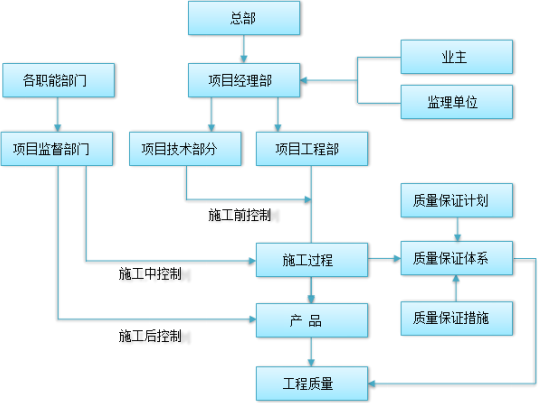 总部
各职能部门
项目经理部
业主
监理单位
项目监督部门
项目技术部分
项目工程部
质量保证计划
施工前控制
施工过程
质量保证体系
施工中控制
产 品
质量保证措施
施工后控制
工程质量